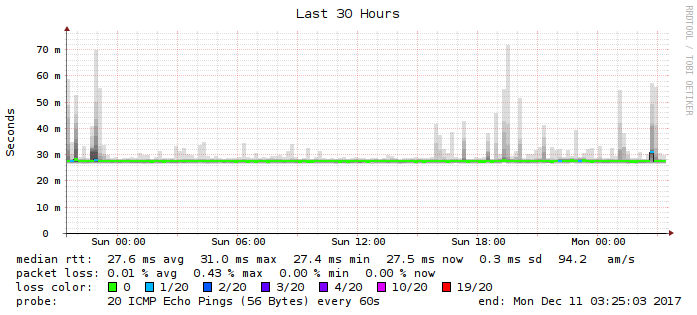 Last 30 Hours
RRDTOOL / TOBI OETIKER
Seconds
70 m
60 m
50 m
40 m
30 m
20 m
10 m
0
Sun 00:00 Sun 06:00 Sun 12:00 Sun 18:00 Mon 00:00
median rtt: 27.6 ms avg 31.0 ms max 27.4 ms min 27.5 ms now 0.3 ms sd 94.2 am/s
packet loss: 0.01 % avg 0.43 % max 0.00 % min 0.00 % now
loss color: 0 1/20 2/20 3/20 4/20 10/20 19/20
probe: 20 ICMP Echo Pings (56 Bytes) every 60s end: Mon Dec 11 03:25:03 2017